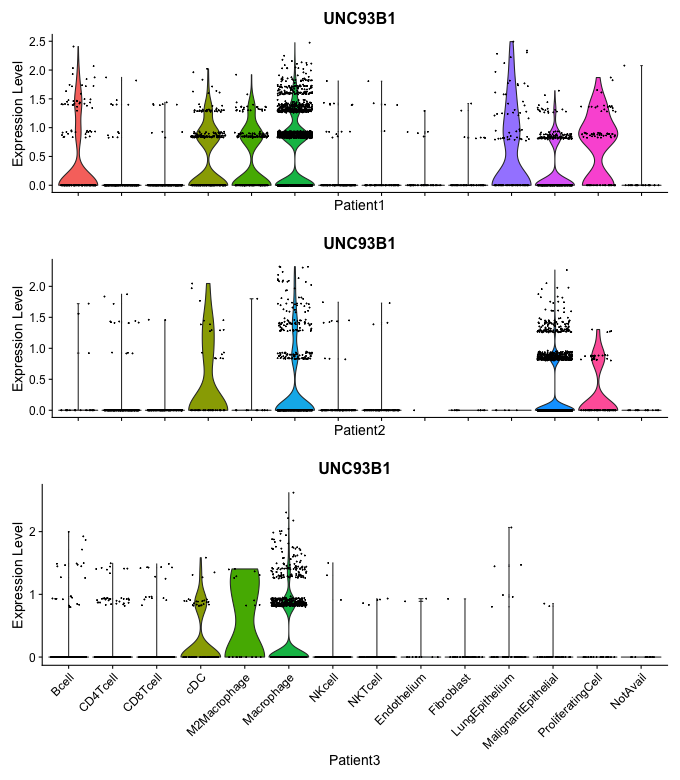 UNC93B1
Expression Level
2.5
2.0
1.5
1.0
0.5
0.0
Patient1
UNC93B1
Expression Level
2.0
1.5
1.0
0.5
0.0
Patient2
UNC93B1
Expression Level
2
1
0
Bcell
CD4Tcell
CD8Tcell
cDC
M2Macrophage
Macrophage
NKcell
NKTcell
Endothelium
Fibroblast
LungEpithelium
MalignantEpithelial
ProliferatingCell
NotAvail
Patient3